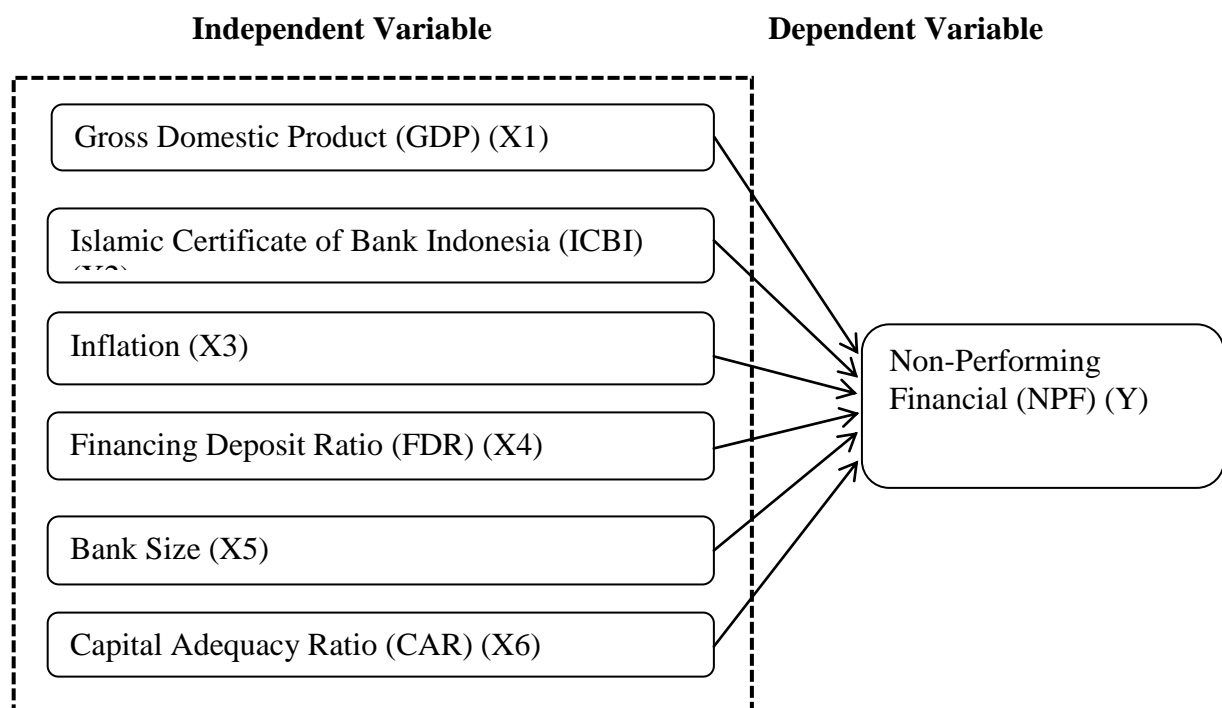 Independent Variable
Dependent Variable
Gross Domestic Product (GDP) (X1)
Islamic Certificate of Bank Indonesia (ICBI)
Inflation (X3)
Financing Deposit Ratio (FDR) (X4)
Bank Size (X5)
Capital Adequacy Ratio (CAR) (X6)
Non-Performing
Financial (NPF) (Y)